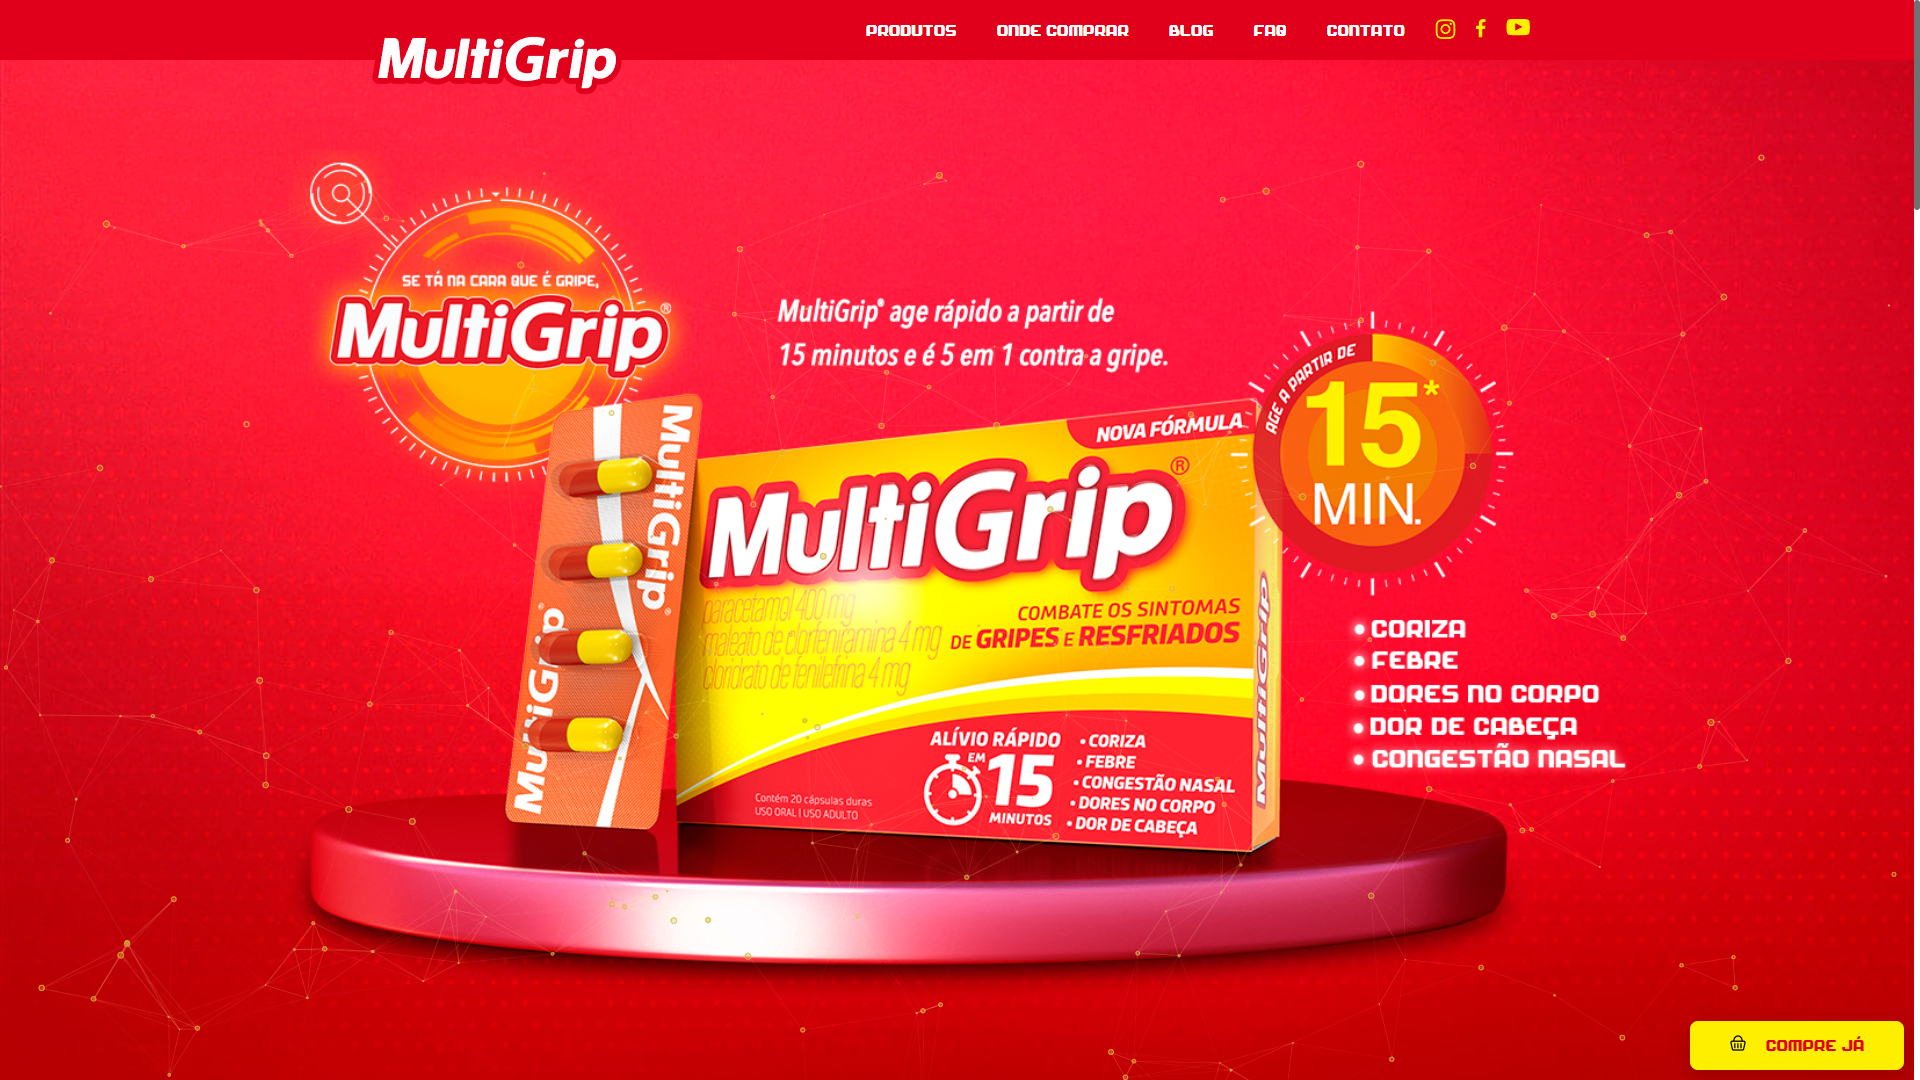 PRODUTOS ONDE COMPRAR BLOG FAQ CONTATO
MultiGrip
SE TÁ NA CARA QUE É GRIPE,
MultiGrip®
MultiGrip® age rápido a partir de
15 minutos e é 5 em 1 contra a gripe.
AGE A PARTIR DE
15*
MIN.
NOVA FÓRMULA
MultiGrip®
paracetamol 400 mg
maleato de clorfeniramina 4 mg
cloridrato de fenilefrina 4 mg
COMBATE OS SINTOMAS
DE GRIPES E RESFRIADOS
ALÍVIO RÁPIDO
EM 15
MINUTOS
• CORIZA
• FEBRE
• CONGESTÃO NASAL
• DORES NO CORPO
• DOR DE CABEÇA
Contém 20 cápsulas duras
USO ORAL | USO ADULTO
MultiGrip
MultiGrip®
MultiGrip®
• CORIZA
• FEBRE
• DORES NO CORPO
• DOR DE CABEÇA
• CONGESTÃO NASAL
COMPRE JÁ